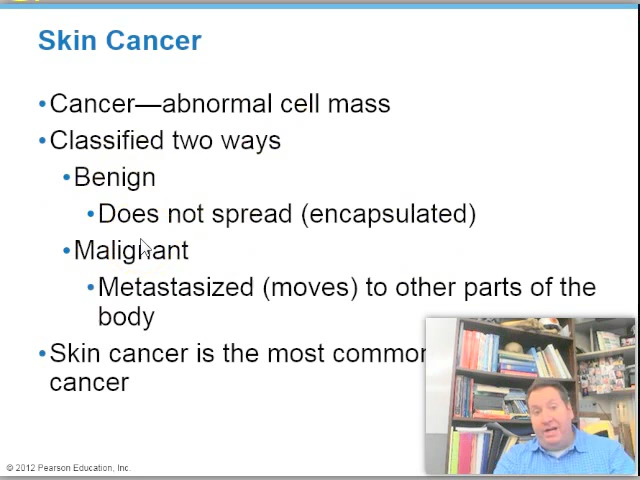 Skin Cancer
•Cancer—abnormal cell mass
•Classified two ways
•Benign
•Does not spread (encapsulated)
•Malignant
•Metastasized (moves) to other parts of the
body
•Skin cancer is the most common
cancer
© 2012 Pearson Education, Inc.